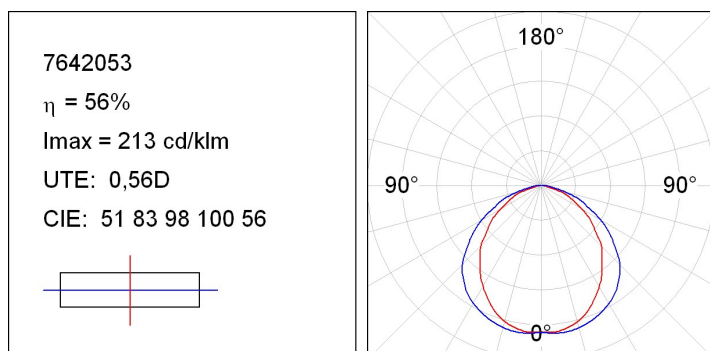 7642053
η = 56%
Imax = 213 cd/klm
UTE: 0,56D
CIE: 51 83 98 100 56
180°
90° 90°
0°